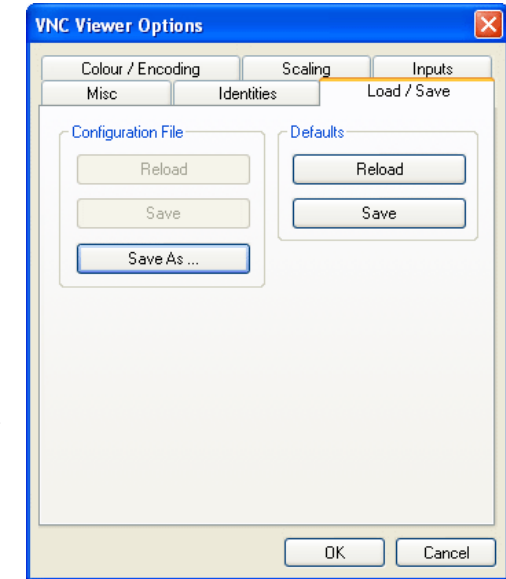 VNC Viewer Options
Colour / Encoding Scaling Inputs
Misc Identities Load / Save
Configuration File Defaults
Reload Reload
Save Save
Save As ...
OK Cancel